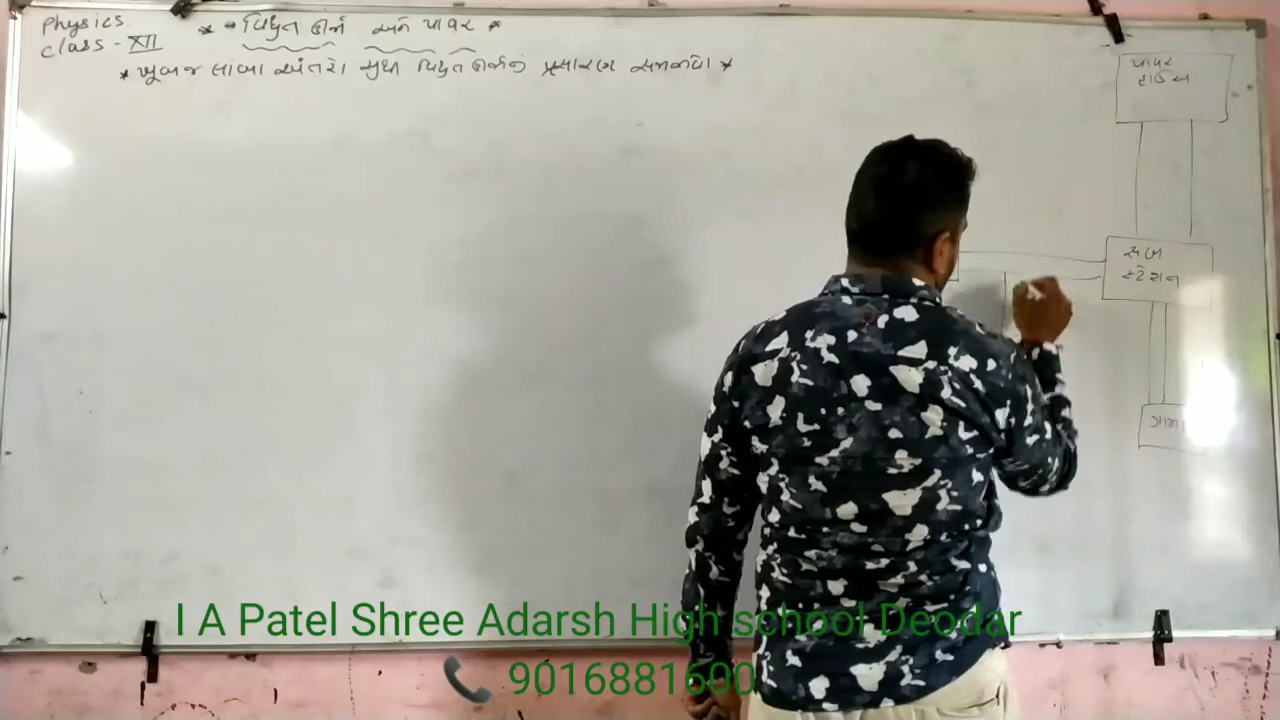 Physics
Class - XII
* - વિદ્યુત ઊર્જા અને પાવર *
* ખૂબજ લાંબા અંતરો સુધી વિદ્યુત ઊર્જાનું પ્રસારણ સમજાવો *
પાવર
હાઉસ
સબ
સ્ટેશન
ગામ
I A Patel Shree Adarsh High school Deodar
📞 9016881600